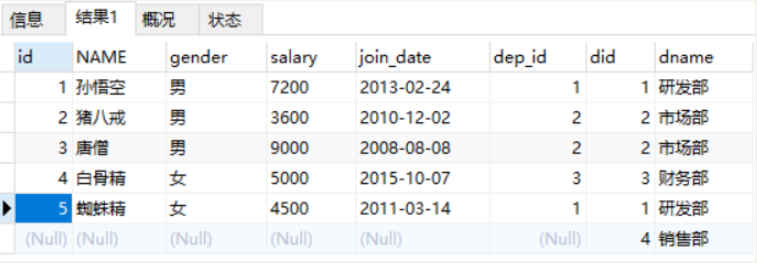 信息 结果1 概况 状态
id NAME gender salary join_date dep_id did dname
1 孙悟空 男 7200 2013-02-24 1 1 研发部
2 猪八戒 男 3600 2010-12-02 2 2 市场部
3 唐僧 男 9000 2008-08-08 2 2 市场部
4 白骨精 女 5000 2015-10-07 3 3 财务部
5 蜘蛛精 女 4500 2011-03-14 1 1 研发部
(Null) (Null) (Null) (Null) (Null) (Null) 4 销售部